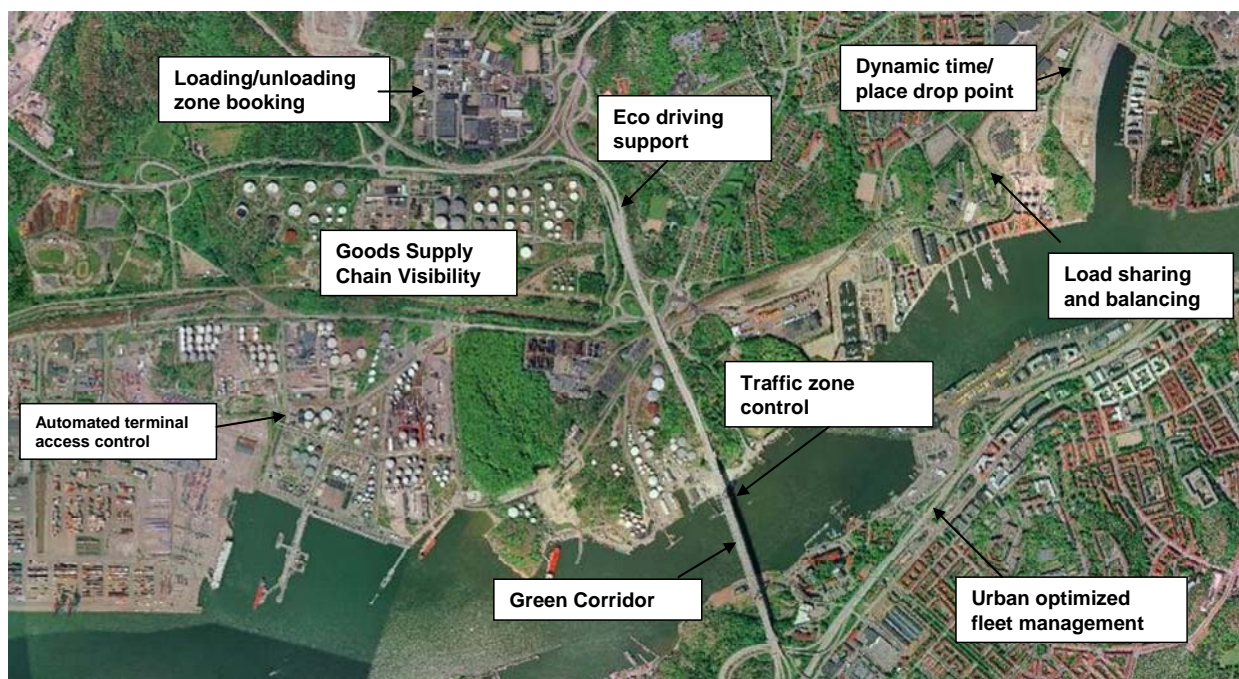 Loading/unloading
zone booking
Dynamic time/
place drop point
Eco driving
support
Goods Supply
Chain Visibility
Load sharing
and balancing
Traffic zone
control
Automated terminal
access control
Green Corridor
Urban optimized
fleet management